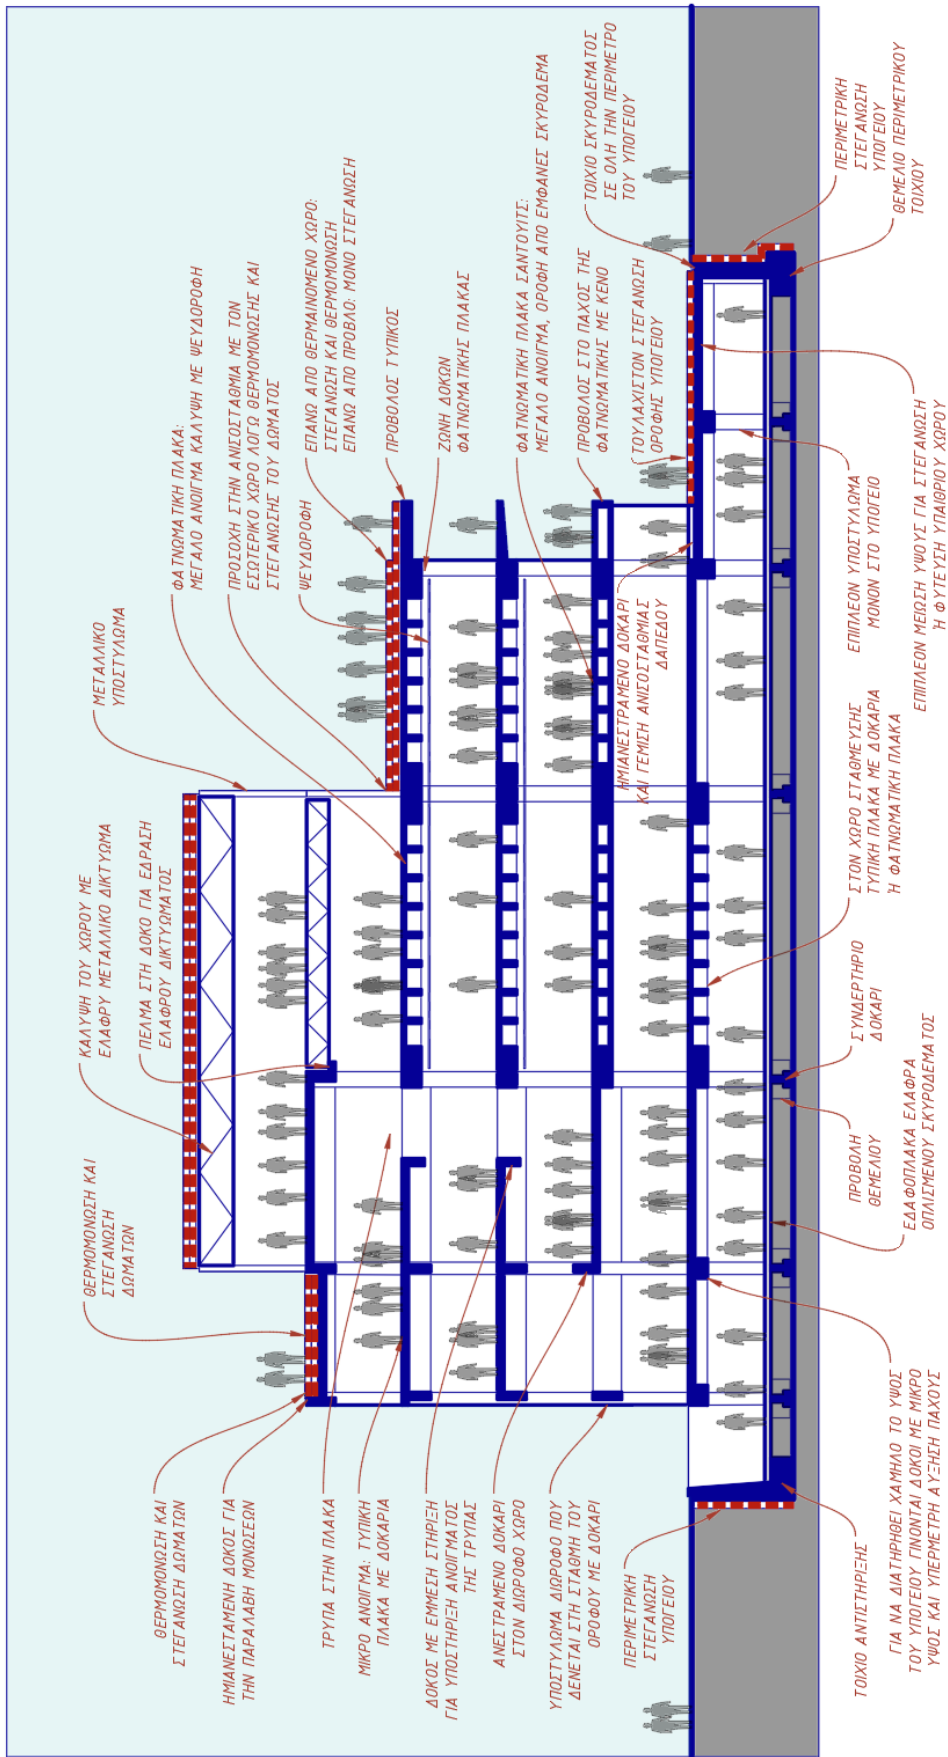 ΘΕΡΜΟΜΟΝΩΣΗ ΚΑΙ
ΣΤΕΓΑΝΩΣΗ ΔΩΜΑΤΩΝ
ΗΜΙΑΝΕΣΤΑΜΕΝΗ ΔΟΚΟΣ ΓΙΑ
ΤΗΝ ΠΑΡΑΛΑΒΗ ΜΟΝΩΣΕΩΝ
ΤΡΥΠΑ ΣΤΗΝ ΠΛΑΚΑ
ΜΙΚΡΟ ΑΝΟΙΓΜΑ: ΤΥΠΙΚΗ
ΠΛΑΚΑ ΜΕ ΔΟΚΑΡΙΑ
ΔΟΚΟΣ ΜΕ ΕΜΜΕΣΗ ΣΤΗΡΙΞΗ
ΓΙΑ ΥΠΟΣΤΗΡΙΞΗ ΑΝΟΙΓΜΑΤΟΣ
ΤΗΣ ΤΡΥΠΑΣ
ΑΝΕΣΤΡΑΜΕΝΟ ΔΟΚΑΡΙ
ΣΤΟΝ ΔΙΩΡΟΦΟ ΧΩΡΟ
ΥΠΟΣΤΥΛΩΜΑ ΔΙΩΡΟΦΟ ΠΟΥ
ΔΕΝΕΤΑΙ ΣΤΗ ΣΤΑΘΜΗ ΤΟΥ
ΟΡΟΦΟΥ ΜΕ ΔΟΚΑΡΙ
ΠΕΡΙΜΕΤΡΙΚΗ
ΣΤΕΓΑΝΩΣΗ
ΥΠΟΓΕΙΟΥ
ΤΟΙΧΙΟ ΑΝΤΙΣΤΗΡΙΞΗΣ
ΓΙΑ ΝΑ ΔΙΑΤΗΡΗΘΕΙ ΧΑΜΗΛΟ ΤΟ ΥΨΟΣ
ΤΟΥ ΥΠΟΓΕΙΟΥ ΓΙΝΟΝΤΑΙ ΔΟΚΟΙ ΜΕ ΜΙΚΡΟ
ΥΨΟΣ ΚΑΙ ΥΠΕΡΜΕΤΡΗ ΑΥΞΗΣΗ ΠΑΧΟΥΣ
ΘΕΡΜΟΜΟΝΩΣΗ ΚΑΙ
ΣΤΕΓΑΝΩΣΗ
ΔΩΜΑΤΩΝ
ΚΑΛΥΨΗ ΤΟΥ ΧΩΡΟΥ ΜΕ
ΕΛΑΦΡΥ ΜΕΤΑΛΛΙΚΟ ΔΙΚΤΥΩΜΑ
ΠΕΛΜΑ ΣΤΗ ΔΟΚΟ ΓΙΑ ΕΔΡΑΣΗ
ΕΛΑΦΡΟΥ ΔΙΚΤΥΩΜΑΤΟΣ
ΜΕΤΑΛΛΙΚΟ
ΥΠΟΣΤΥΛΩΜΑ
ΦΑΤΝΩΜΑΤΙΚΗ ΠΛΑΚΑ:
ΜΕΓΑΛΟ ΑΝΟΙΓΜΑ ΚΑΛΥΨΗ ΜΕ ΨΕΥΔΟΡΟΦΗ
ΠΡΟΣΟΧΗ ΣΤΗΝ ΑΝΙΣΟΣΤΑΘΜΙΑ ΜΕ ΤΟΝ
ΕΣΩΤΕΡΙΚΟ ΧΩΡΟ ΛΟΓΩ ΘΕΡΜΟΜΟΝΩΣΗΣ ΚΑΙ
ΣΤΕΓΑΝΩΣΗΣ ΤΟΥ ΔΩΜΑΤΟΣ
ΨΕΥΔΟΡΟΦΗ
ΕΠΑΝΩ ΑΠΟ ΘΕΡΜΑΙΝΟΜΕΝΟ ΧΩΡΟ:
ΣΤΕΓΑΝΩΣΗ ΚΑΙ ΘΕΡΜΟΜΟΝΩΣΗ
ΕΠΑΝΩ ΑΠΟ ΠΡΟΒΛΟ: ΜΟΝΟ ΣΤΕΓΑΝΩΣΗ
ΠΡΟΒΟΛΟΣ ΤΥΠΙΚΟΣ
ΖΩΝΗ ΔΟΚΩΝ
ΦΑΤΝΩΜΑΤΙΚΗΣ ΠΛΑΚΑΣ
ΦΑΤΝΩΜΑΤΙΚΗ ΠΛΑΚΑ ΣΑΝΤΟΥΙΤΣ:
ΜΕΓΑΛΟ ΑΝΟΙΓΜΑ, ΟΡΟΦΗ ΑΠΟ ΕΜΦΑΝΕΣ ΣΚΥΡΟΔΕΜΑ
ΠΡΟΒΟΛΟΣ ΣΤΟ ΠΑΧΟΣ ΤΗΣ
ΦΑΤΝΩΜΑΤΙΚΗΣ ΜΕ ΚΕΝΟ
ΤΟΥΛΑΧΙΣΤΟΝ ΣΤΕΓΑΝΩΣΗ
ΟΡΟΦΗΣ ΥΠΟΓΕΙΟΥ
ΤΟΙΧΙΟ ΣΚΥΡΟΔΕΜΑΤΟΣ
ΣΕ ΟΛΗ ΤΗΝ ΠΕΡΙΜΕΤΡΟ
ΤΟΥ ΥΠΟΓΕΙΟΥ
ΗΜΙΑΝΕΣΤΡΑΜΕΝΟ ΔΟΚΑΡΙ
ΚΑΙ ΓΕΜΙΣΗ ΑΝΙΣΟΣΤΑΘΜΙΑΣ
ΔΑΠΕΔΟΥ
ΠΕΡΙΜΕΤΡΙΚΗ
ΣΤΕΓΑΝΩΣΗ
ΥΠΟΓΕΙΟΥ
ΘΕΜΕΛΙΟ ΠΕΡΙΜΕΤΡΙΚΟΥ
ΤΟΙΧΙΟΥ
ΕΔΑΦΟΠΛΑΚΑ ΕΛΑΦΡΑ
ΟΠΛΙΣΜΕΝΟΥ ΣΚΥΡΟΔΕΜΑΤΟΣ
ΠΡΟΒΟΛΗ
ΘΕΜΕΛΙΟΥ
ΣΥΝΔΕΡΤΗΡΙΟ
ΔΟΚΑΡΙ
ΣΤΟΝ ΧΩΡΟ ΣΤΑΘΜΕΥΣΗΣ
ΤΥΠΙΚΗ ΠΛΑΚΑ ΜΕ ΔΟΚΑΡΙΑ
Ή ΦΑΤΝΩΜΑΤΙΚΗ ΠΛΑΚΑ
ΕΠΙΠΛΕΟΝ ΥΠΟΣΤΥΛΩΜΑ
ΜΟΝΟΝ ΣΤΟ ΥΠΟΓΕΙΟ
ΕΠΙΠΛΕΟΝ ΜΕΙΩΣΗ ΥΨΟΥΣ ΓΙΑ ΣΤΕΓΑΝΩΣΗ
Ή ΦΥΤΕΥΣΗ ΥΠΑΙΘΡΙΟΥ ΧΩΡΟΥ